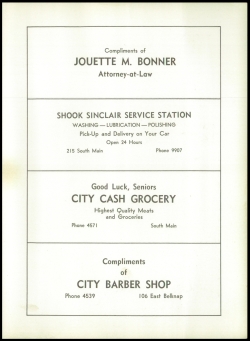 Compliments of
JOUETTE M. BONNER
Attorney-at-Law
SHOOK SINCLAIR SERVICE STATION
WASHING — LUBRICATION — POLISHING
Pick-Up and Delivery on Your Car
Open 24 Hours
215 South Main Phone 9907
Good Luck, Seniors
CITY CASH GROCERY
Highest Quality Meats
and Groceries
Phone 4571 South Main
Compliments
of
CITY BARBER SHOP
Phone 4539 106 East Belknap